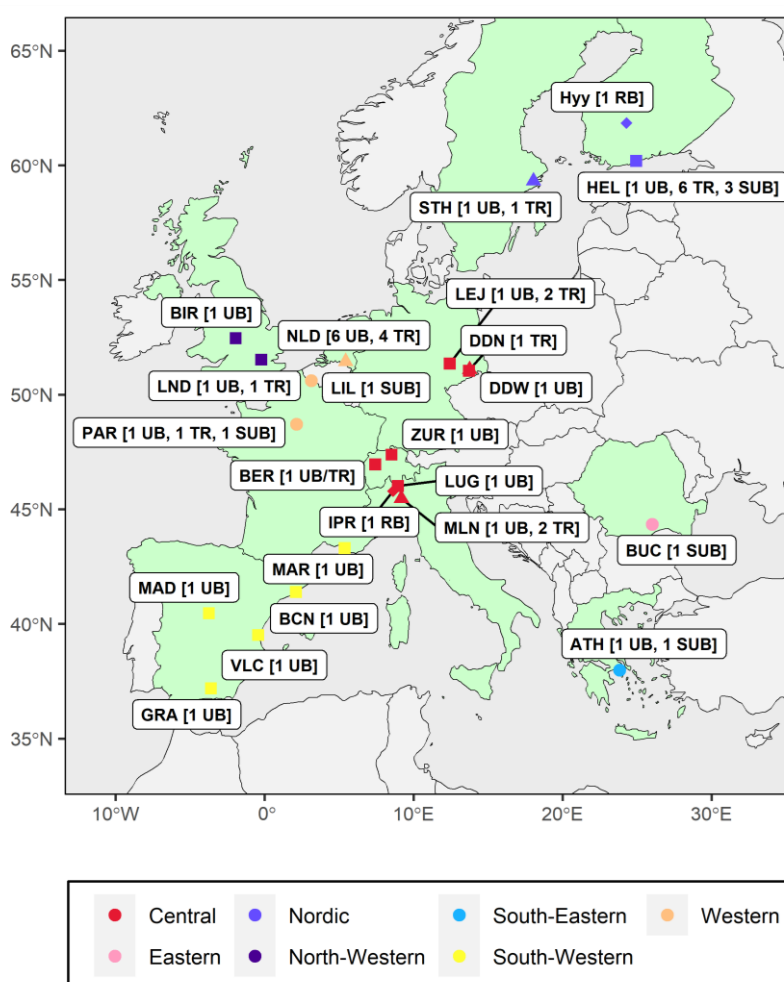 65°N
60°N
55°N
50°N
45°N
40°N
35°N
Hyy [1 RB]
HEL [1 UB, 6 TR, 3 SUB]
STH [1 UB, 1 TR]
LEJ [1 UB, 2 TR]
BIR [1 UB]
NLD [6 UB, 4 TR]
DDN [1 TR]
LND [1 UB, 1 TR]
LIL [1 SUB]
DDW [1 UB]
PAR [1 UB, 1 TR, 1 SUB]
ZUR [1 UB]
BER [1 UB/TR]
LUG [1 UB]
IPR [1 RB]
MLN [1 UB, 2 TR]
BUC [1 SUB]
MAR [1 UB]
MAD [1 UB]
BCN [1 UB]
ATH [1 UB, 1 SUB]
VLC [1 UB]
GRA [1 UB]
10°W
0°
10°E
20°E
30°E
Central
Nordic
South-Eastern
Western
Eastern
North-Western
South-Western